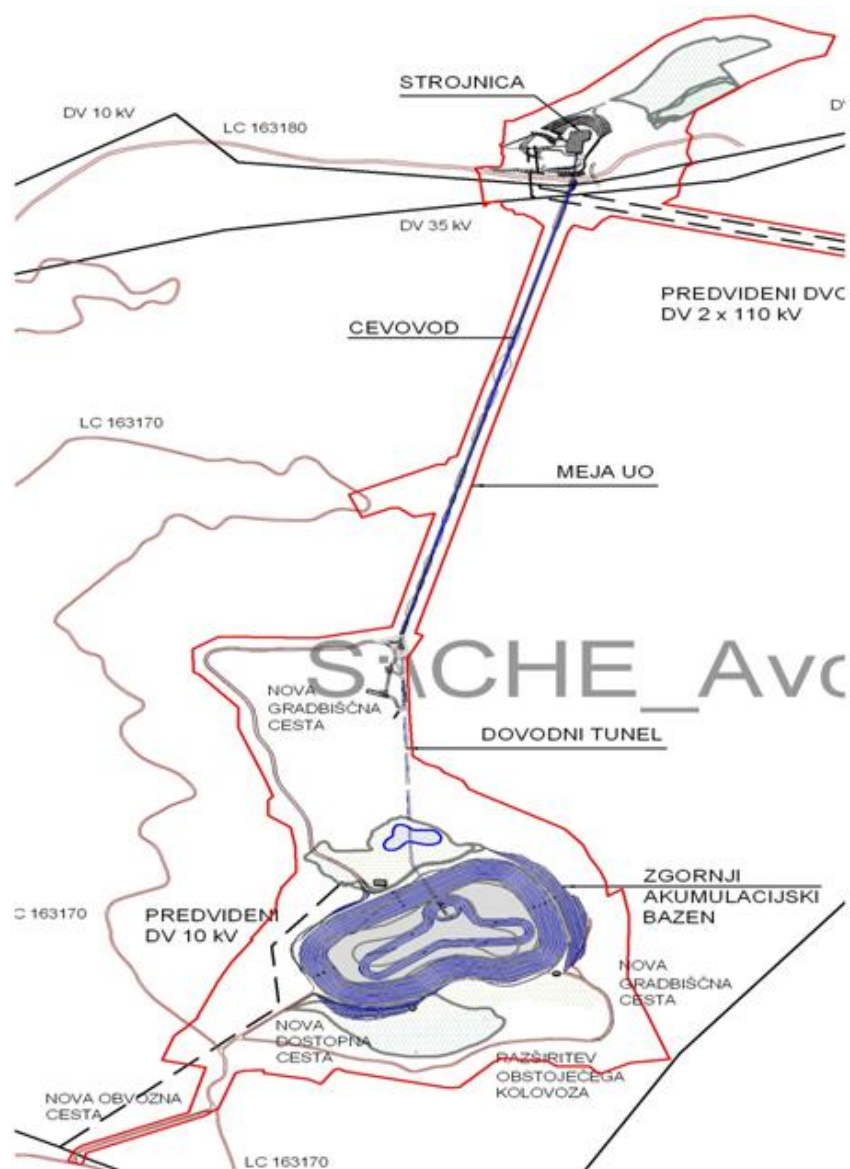 STROJNICA
DV 10 kV
LC 163180
D
DV 35 kV
PREDVIDENI DVO
DV 2 x 110 kV
CEVOVOD
LC 163170
MEJA UO
S:\CHE_Avc
NOVA
GRADBIŠČNA
CESTA
DOVODNI TUNEL
ZGORNJI
AKUMULACIJSKI
BAZEN
C 163170
PREDVIDENI
DV 10 kV
NOVA
GRADBIŠČNA
CESTA
NOVA
DOSTOPNA
CESTA
RAZŠIRITEV
OBSTOJEČEGA
KOLOVOZA
NOVA OBVOZNA
CESTA
LC 163170